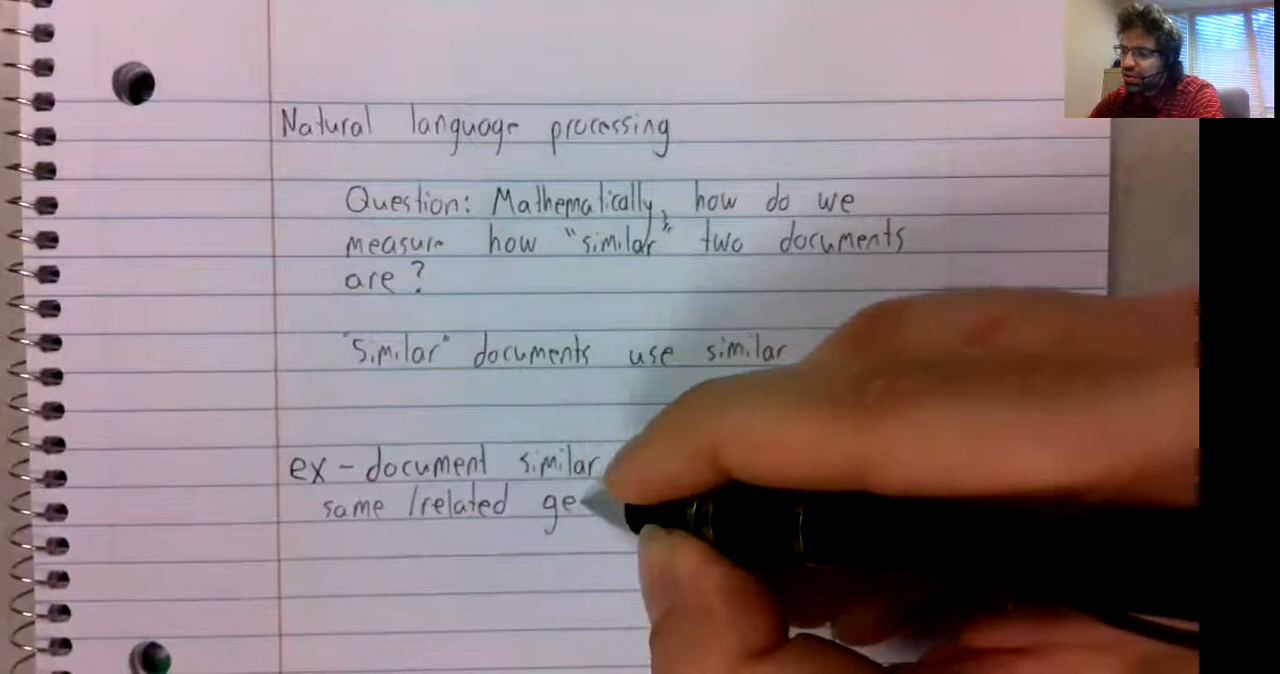 Natural language processing
Question: Mathematically, how do we
measure how "similar" two documents
are?
"Similar" documents use similar
ex - document similar
same / related ge